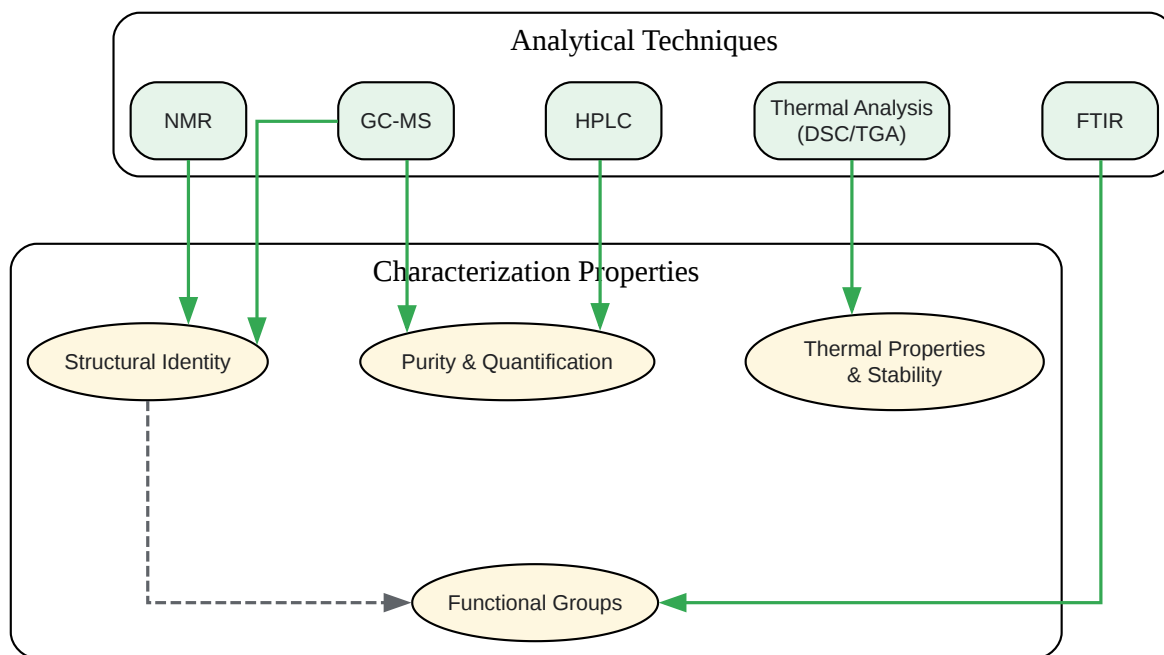 Analytical Techniques
NMR
GC-MS
HPLC
Thermal Analysis
(DSC/TGA)
FTIR
Characterization Properties
Structural Identity
Purity & Quantification
Thermal Properties
& Stability
Functional Groups